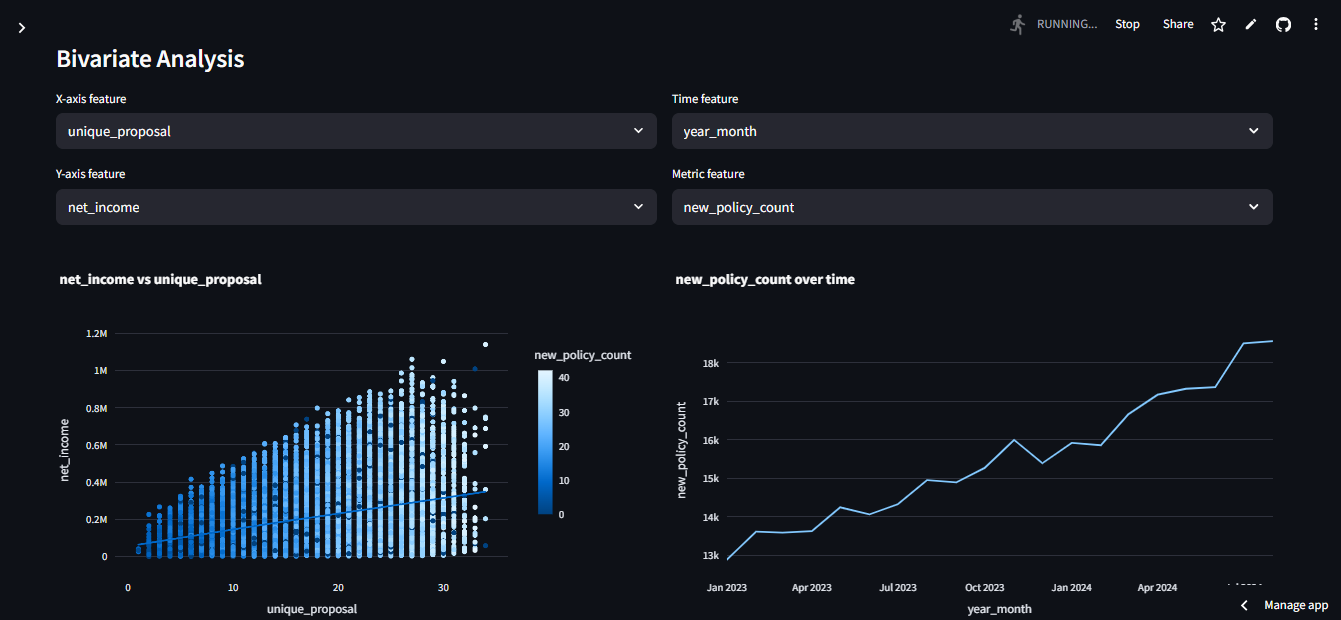 RUNNING...
Stop
Share
Bivariate Analysis
X-axis feature
unique_proposal
Time feature
year_month
Y-axis feature
net_income
Metric feature
new_policy_count
net_income vs unique_proposal
1.2M
1M
0.8M
0.6M
0.4M
0.2M
0
net_income
0
10
20
30
unique_proposal
new_policy_count
40
30
20
10
0
new_policy_count over time
18k
17k
16k
15k
14k
13k
new_policy_count
Jan 2023
Apr 2023
Jul 2023
Oct 2023
Jan 2024
Apr 2024
year_month
Manage app